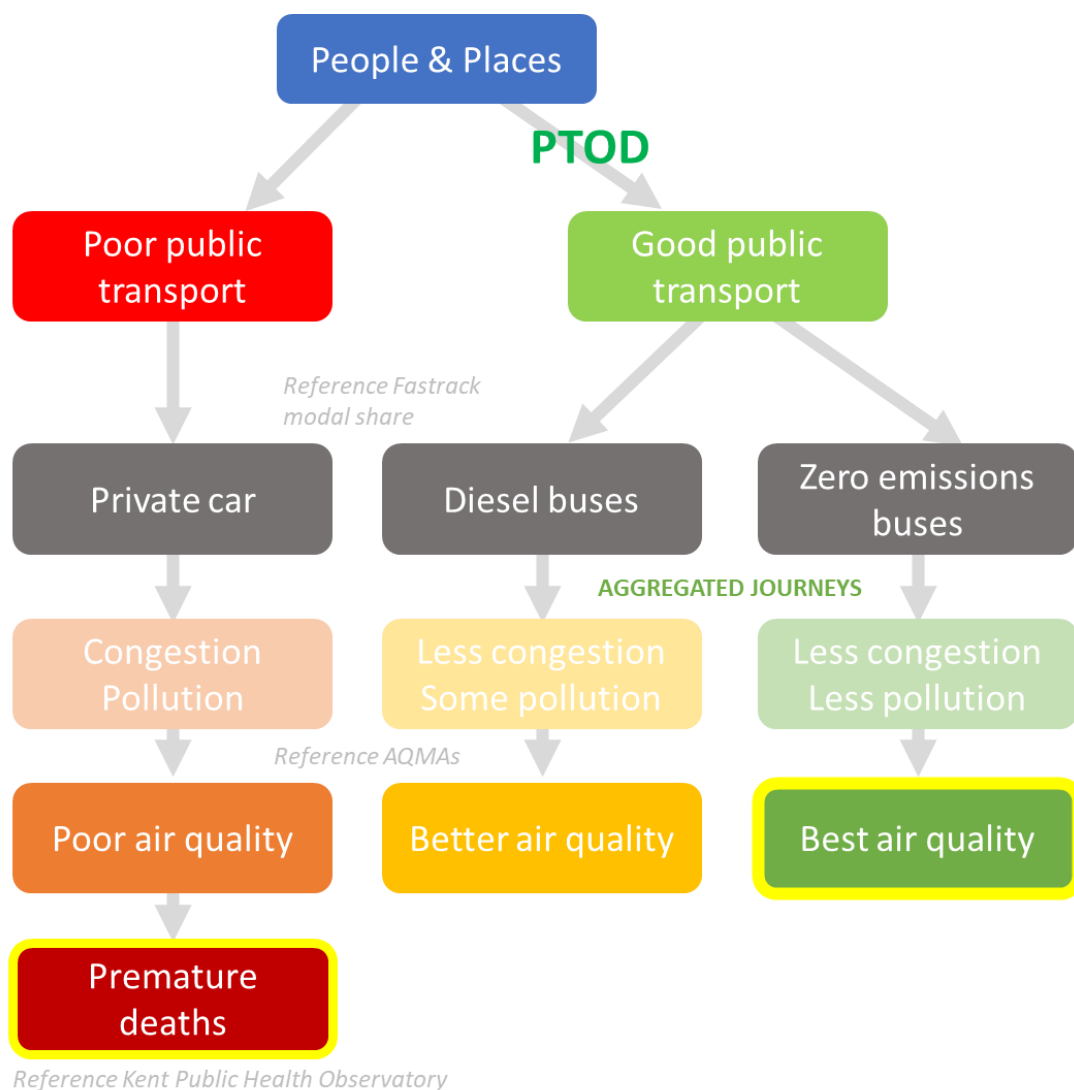 People & Places
PTOD
Poor public
transport
Good public
transport
Reference Fastrack
modal share
Private car
Diesel buses
Zero emissions
buses
AGGREGATED JOURNEYS
Congestion
Pollution
Less congestion
Some pollution
Less congestion
Less pollution
Reference AQMAs
Poor air quality
Better air quality
Best air quality
Premature
deaths
Reference Kent Public Health Observatory